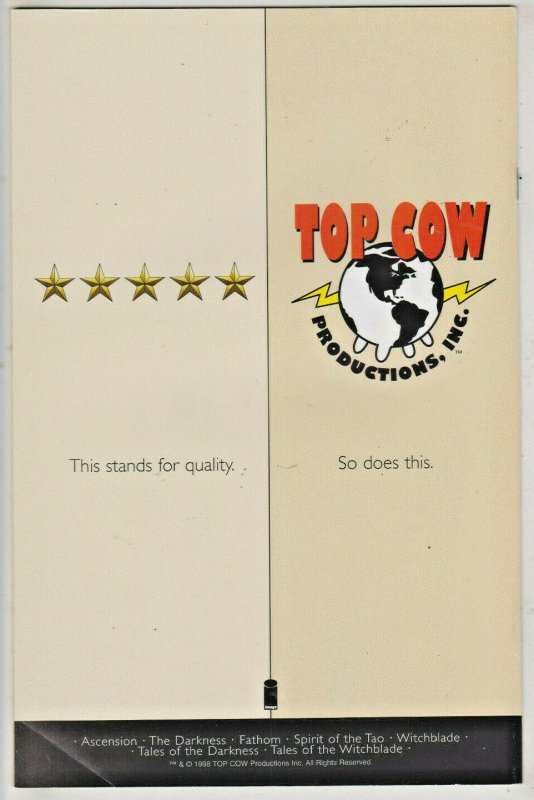 TOP COW
PRODUCTIONS, INC.™
This stands for quality.
So does this.
image
· Ascension · The Darkness · Fathom · Spirit of the Tao · Witchblade ·
· Tales of the Darkness · Tales of the Witchblade ·
™ & © 1998 TOP COW Productions Inc. All Rights Reserved.